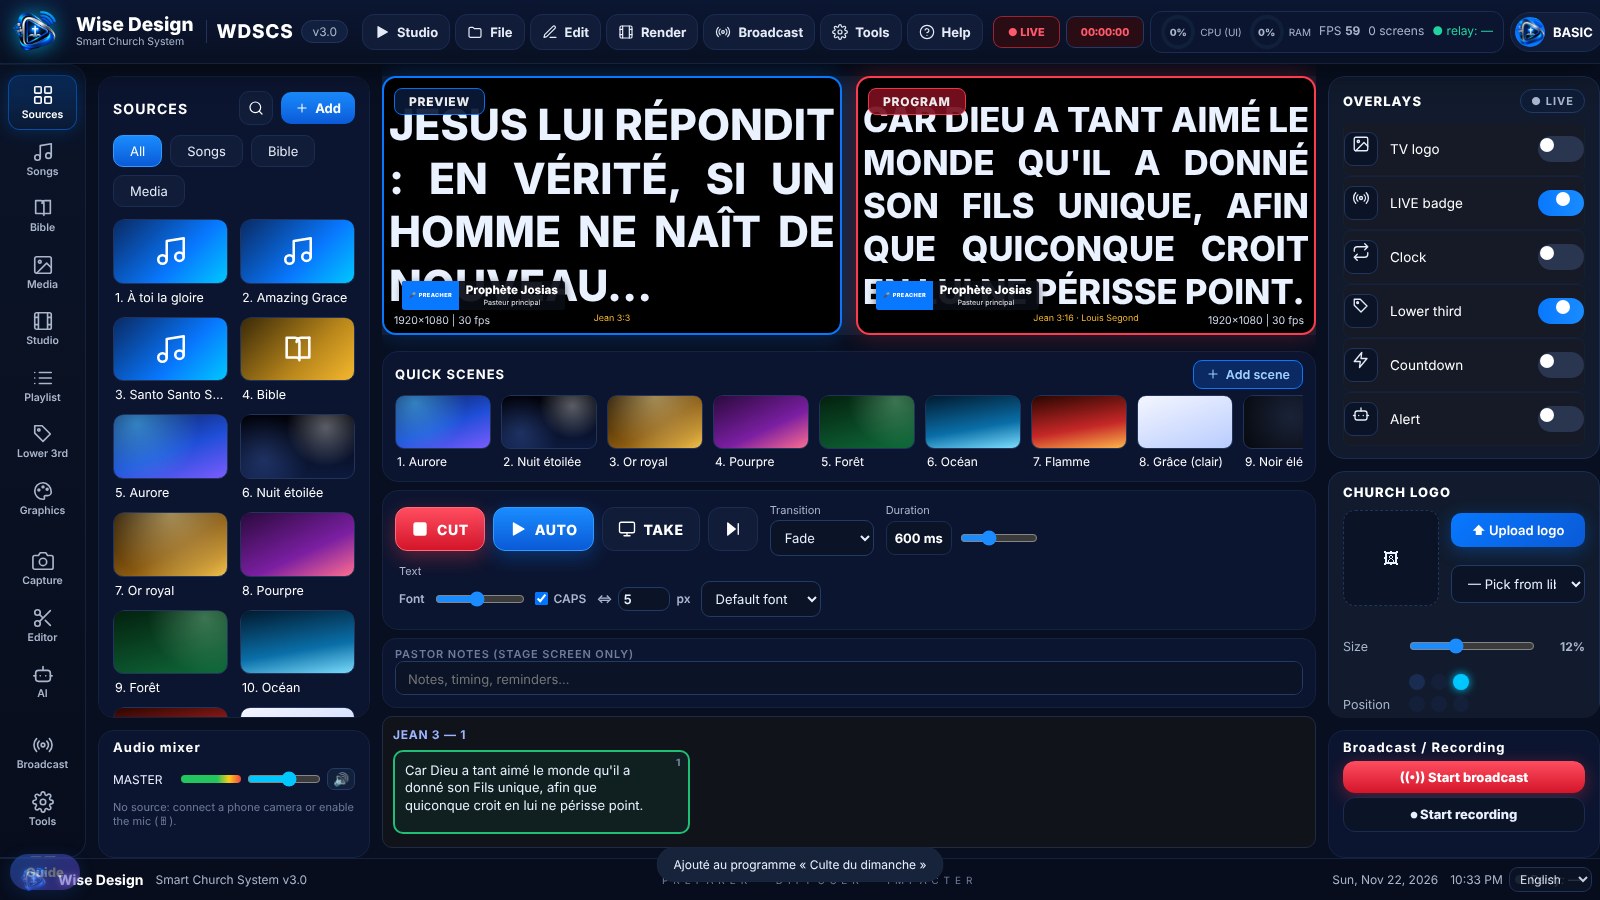 Wise Design
Smart Church System
WDSCS
v3.0
Studio
File
Edit
Render
Broadcast
Tools
Help
LIVE
00:00:00
0% CPU (UI)
0% RAM
FPS 59
0 screens
relay: —
BASIC
Sources
Songs
Bible
Media
Studio
Playlist
Lower 3rd
Graphics
Capture
Editor
AI
Broadcast
Tools
Guide
SOURCES
Add
All
Songs
Bible
Media
1. À toi la gloire
2. Amazing Grace
3. Santo Santo S...
4. Bible
5. Aurore
6. Nuit étoilée
7. Or royal
8. Pourpre
9. Forêt
10. Océan
Audio mixer
MASTER
No source: connect a phone camera or enable
the mic ( ).
PREVIEW
JESUS LUI RÉPONDIT
: EN VÉRITÉ, SI UN
HOMME NE NAÎT DE
NOUVEAU...
PREACHER
Prophète Josias
Pasteur principal
1920×1080 | 30 fps
Jean 3:3
PROGRAM
CAR DIEU A TANT AIMÉ LE
MONDE QU'IL A DONNÉ
SON FILS UNIQUE, AFIN
QUE QUICONQUE CROIT
EN LUI NE PÉRISSE POINT.
PREACHER
Prophète Josias
Pasteur principal
Jean 3:16 · Louis Segond
1920×1080 | 30 fps
QUICK SCENES
Add scene
1. Aurore
2. Nuit étoilée
3. Or royal
4. Pourpre
5. Forêt
6. Océan
7. Flamme
8. Grâce (clair)
9. Noir élé
CUT
AUTO
TAKE
Transition
Fade
Duration
600 ms
Text
Font
CAPS
5
px
Default font
PASTOR NOTES (STAGE SCREEN ONLY)
Notes, timing, reminders...
JEAN 3 — 1
1
Car Dieu a tant aimé le monde qu'il a
donné son Fils unique, afin que
quiconque croit en lui ne périsse point.
OVERLAYS
LIVE
TV logo
LIVE badge
Clock
Lower third
Countdown
Alert
CHURCH LOGO
Upload logo
— Pick from lib
Size
12%
Position
Broadcast / Recording
Start broadcast
Start recording
Wise Design
Smart Church System v3.0
Ajouté au programme « Culte du dimanche »
Sun, Nov 22, 2026
10:33 PM
English